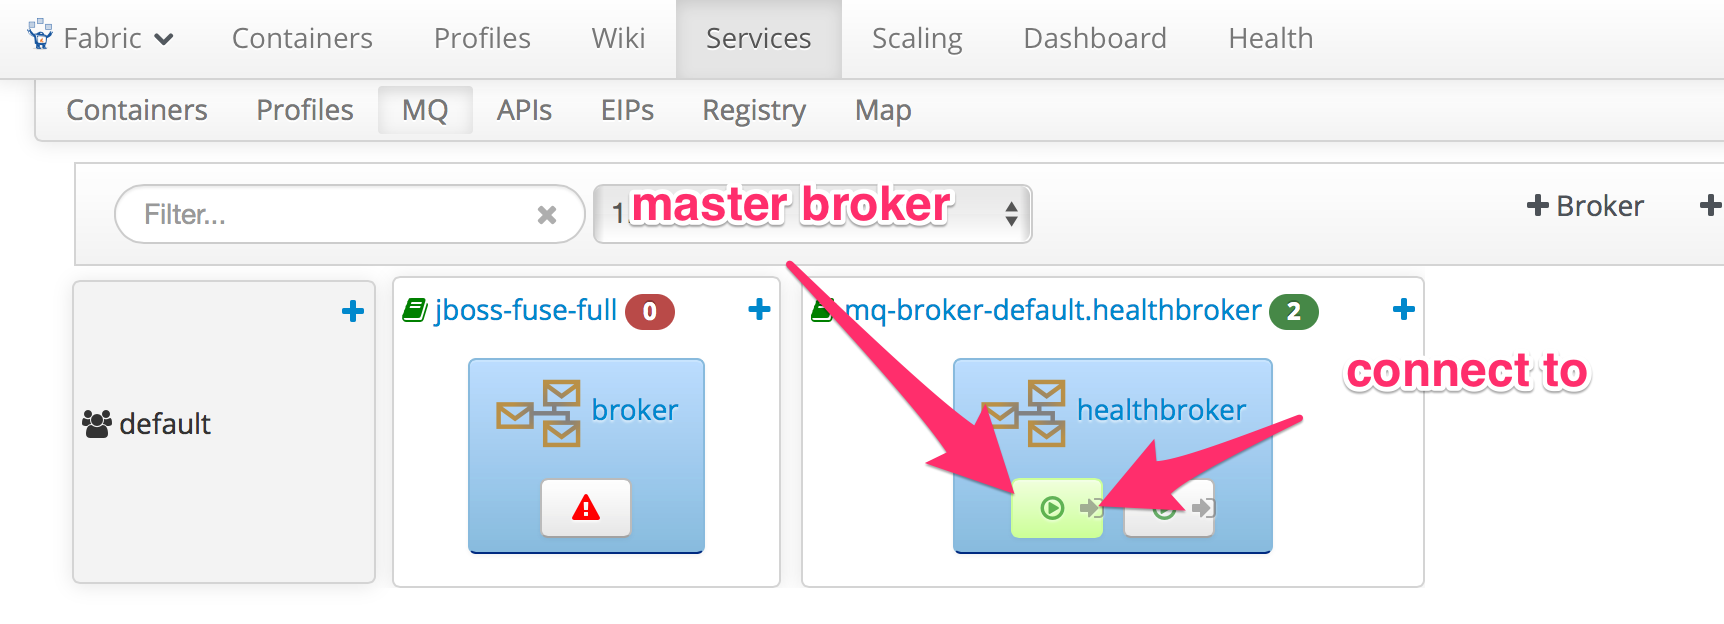 Fabric Containers Profiles Wiki Services Scaling Dashboard Health
Containers Profiles MQ APIs EIPs Registry Map
Filter... 1. master broker Broker
jboss-fuse-full 0 mq-broker-default.healthbroker 2
connect to
default broker healthbroker